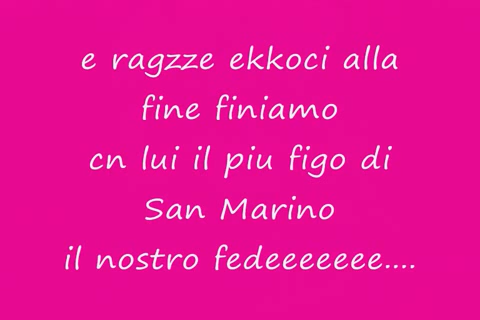 e ragzze ekkoci alla
fine finiamo
cn lui il piu figo di
San Marino
il nostro fedeeeeeee....